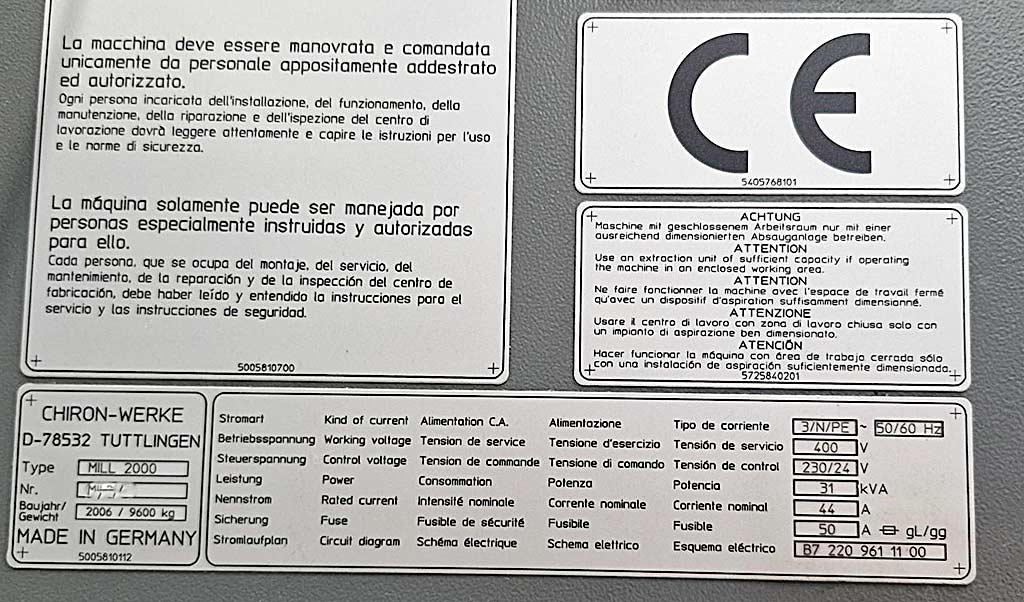 La macchina deve essere manovrata e comandata
unicamente da personale appositamente addestrato
ed autorizzato.
Ogni persona incaricata dell'installazione, del funzionamento, della
manutenzione, della riparazione e dell'ispezione del centro di
lavorazione dovrà leggere attentamente e capire le istruzioni per l'uso
e le norme di sicurezza.
La máquina solamente puede ser manejada por
personas especialmente instruidas y autorizadas
para ello.
Cada persona, que se ocupa del montaje, del servicio, del
mantenimiento, de la reparación y de la inspección del centro de
fabricación, debe haber leído y entendido la instrucciones para el
servicio y las instrucciones de seguridad.
5005810700
CE
5405768101
ACHTUNG
Maschine mit geschlossenem Arbeitsraum nur mit einer
ausreichend dimensionierten Absauganlage betreiben.
ATTENTION
Use an extraction unit of sufficient capacity if operating
the machine in an enclosed working area.
ATTENTION
Ne faire fonctionner la machine avec l'espace de travail fermé
qu'avec un dispositif d'aspiration suffisamment dimensionné.
ATTENZIONE
Usare il centro di lavoro con zona di lavoro chiusa solo con
un impianto di aspirazione ben dimensionato.
ATENCIÓN
Hacer funcionar la máquina con área de trabajo cerrada sólo
con una instalación de aspiración suficientemente dimensionada.
5725840201
CHIRON-WERKE
D-78532 TUTTLINGEN
Type MILL 2000
Nr.
Baujahr/
Gewicht 2006 / 9600 kg
MADE IN GERMANY
5005810112
Stromart Kind of current Alimentation C.A. Alimentazione Tipo de corriente 3/N/PE ~ 50/60 Hz
Betriebsspannung Working voltage Tension de service Tensione d'esercizio Tensión de servicio 400 V
Steuerspannung Control voltage Tension de commande Tensione di comando Tensión de control 230/24 V
Leistung Power Consommation Potenza Potencia 31 kVA
Nennstrom Rated current Intensité nominale Corrente nominale Corriente nominal 44 A
Sicherung Fuse Fusible de sécurité Fusibile Fusible 50 A gL/gg
Stromlaufplan Circuit diagram Schéma électrique Schema elettrico Esquema eléctrico B7 220 961 11 00